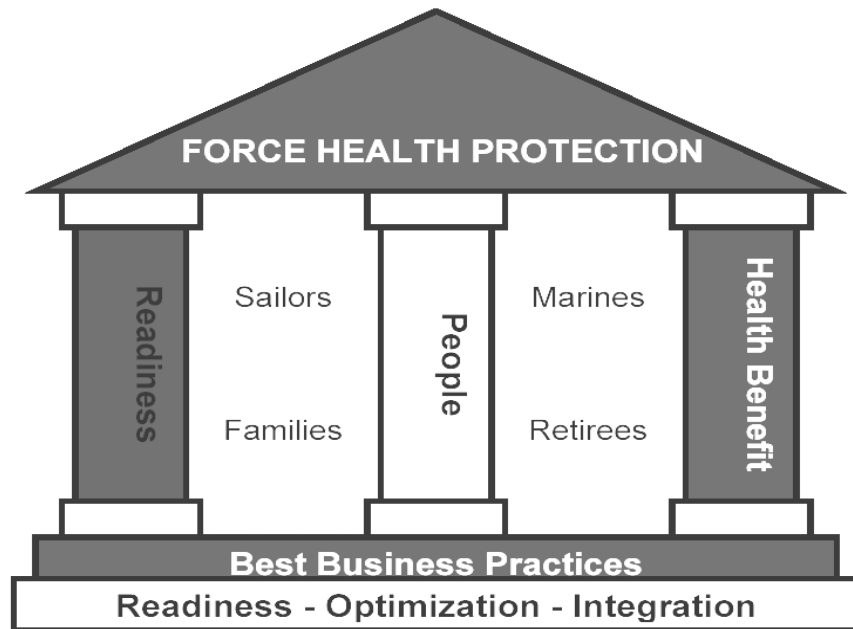 FORCE HEALTH PROTECTION
Readiness
Sailors
Families
People
Marines
Retirees
Health Benefit
Best Business Practices
Readiness - Optimization - Integration